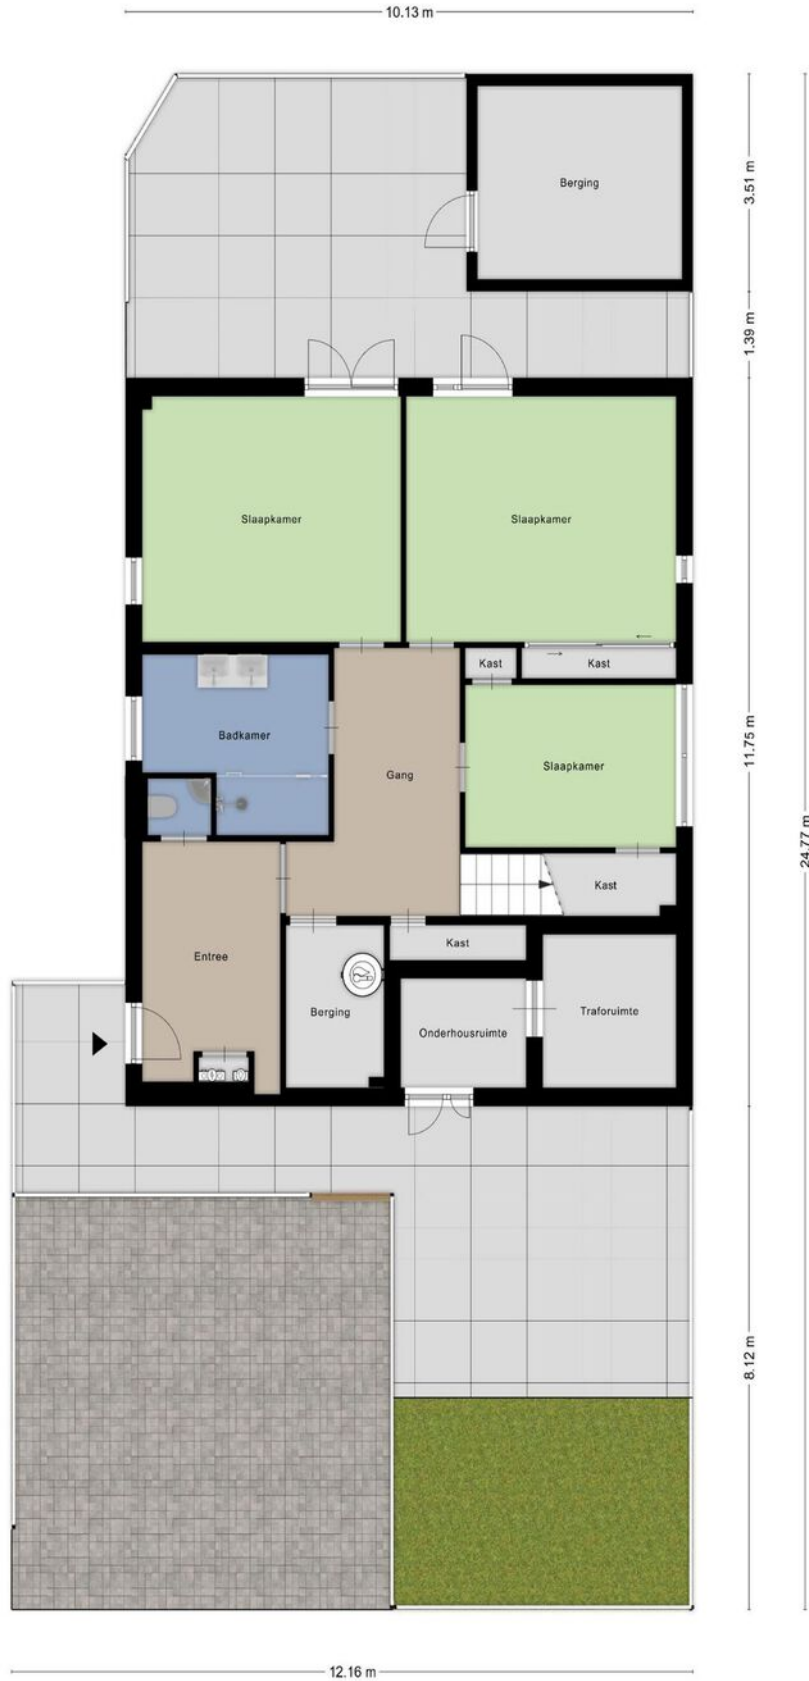 10.13 m
Berging
3.51 m
1.39 m
Slaapkamer
Slaapkamer
Kast
Kast
Badkamer
Slaapkamer
Gang
11.75 m
24.77 m
Kast
Kast
Entree
Berging
Onderhousruimte
Traforuimte
8.12 m
12.16 m